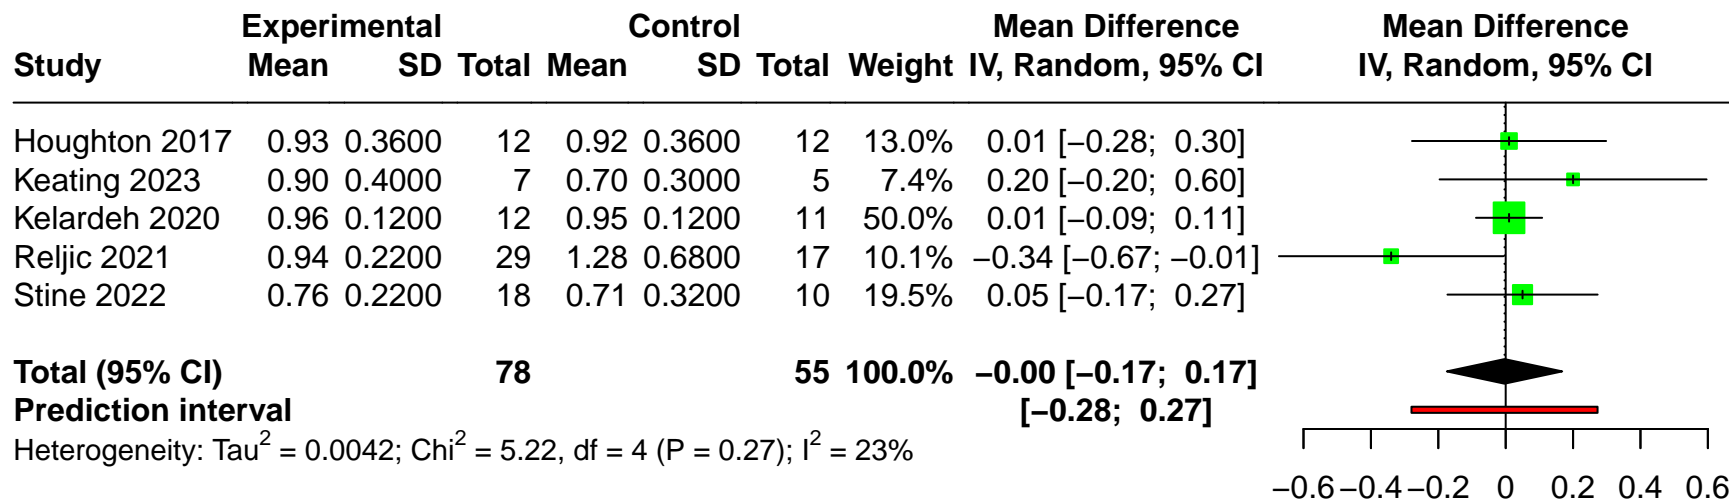 Experimental Control Mean Difference Mean Difference
Study Mean SD Total Mean SD Total Weight IV, Random, 95% CI IV, Random, 95% CI
Houghton 2017 0.93 0.3600 12 0.92 0.3600 12 13.0% 0.01 [−0.28; 0.30]
Keating 2023 0.90 0.4000 7 0.70 0.3000 5 7.4% 0.20 [−0.20; 0.60]
Kelardeh 2020 0.96 0.1200 12 0.95 0.1200 11 50.0% 0.01 [−0.09; 0.11]
Reljic 2021 0.94 0.2200 29 1.28 0.6800 17 10.1% −0.34 [−0.67; −0.01]
Stine 2022 0.76 0.2200 18 0.71 0.3200 10 19.5% 0.05 [−0.17; 0.27]
Total (95% CI) 78 55 100.0% −0.00 [−0.17; 0.17]
Prediction interval [−0.28; 0.27]
Heterogeneity: Tau² = 0.0042; Chi² = 5.22, df = 4 (P = 0.27); I² = 23%
−0.6 −0.4 −0.2 0 0.2 0.4 0.6